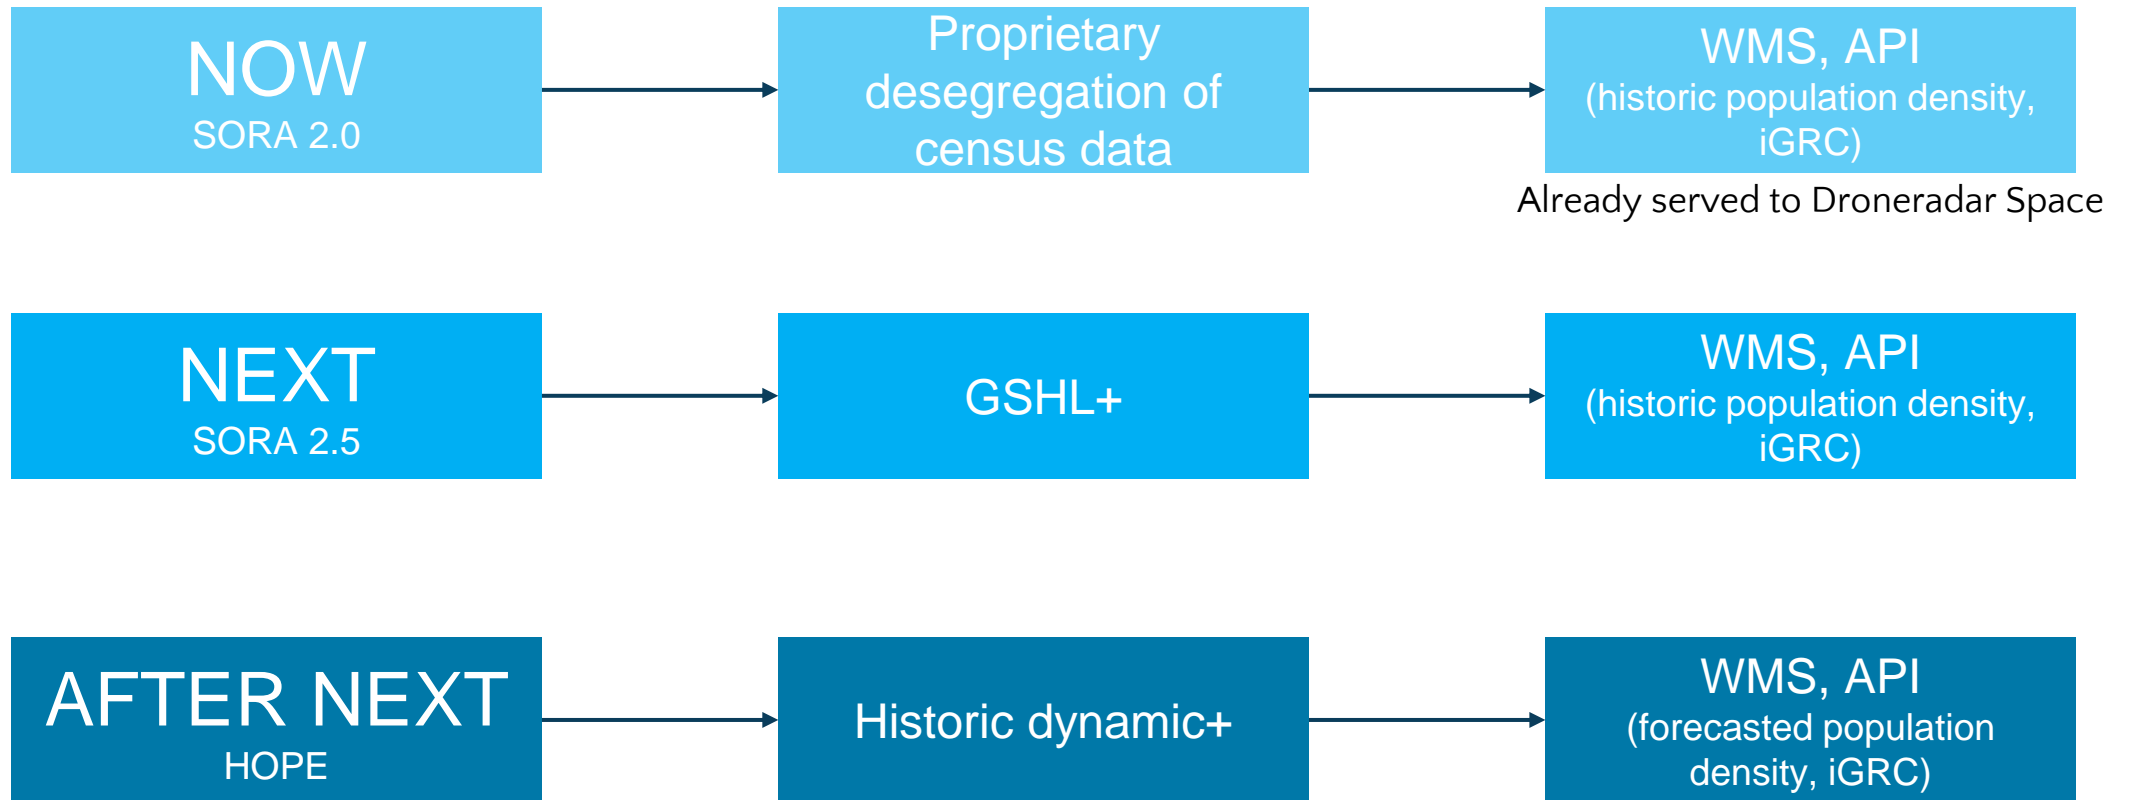 NOW
SORA 2.0
Proprietary
desegregation of
census data
WMS, API
(historic population density,
iGRC)
Already served to Droneradar Space
NEXT
SORA 2.5
GSHL+
WMS, API
(historic population density,
iGRC)
AFTER NEXT
HOPE
Historic dynamic+
WMS, API
(forecasted population
density, iGRC)